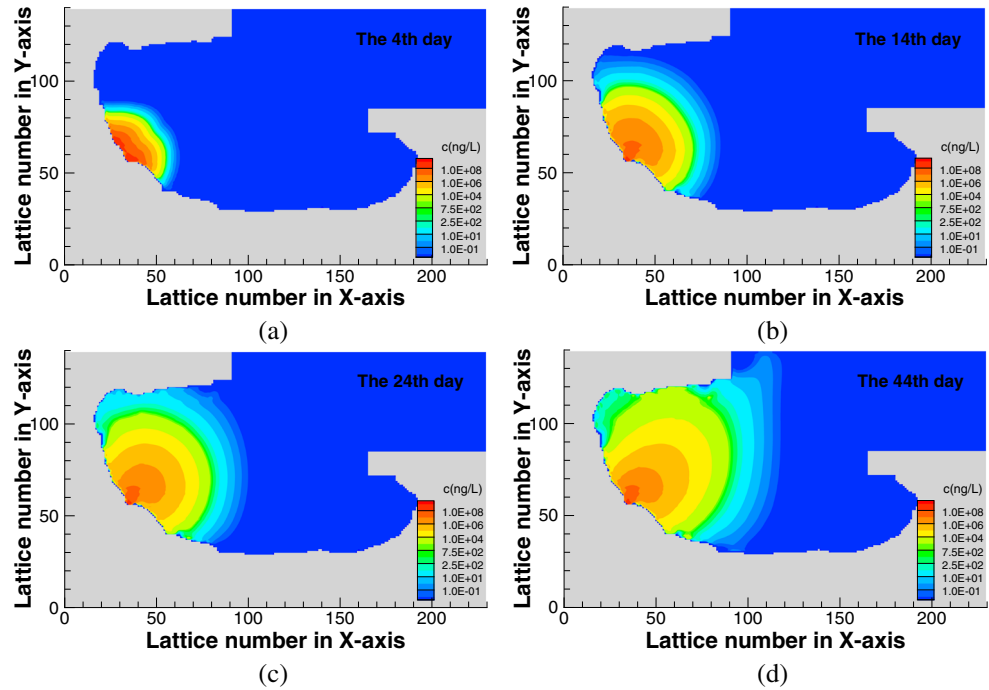 The 4th day
Lattice number in Y-axis
100
50
0
c(ng/L)
1.0E+08
1.0E+06
1.0E+04
7.5E+02
2.5E+02
1.0E+01
1.0E-01
0 50 100 150 200
Lattice number in X-axis
(a)
The 14th day
Lattice number in Y-axis
100
50
0
c(ng/L)
1.0E+08
1.0E+06
1.0E+04
7.5E+02
2.5E+02
1.0E+01
1.0E-01
0 50 100 150 200
Lattice number in X-axis
(b)
The 24th day
Lattice number in Y-axis
100
50
0
c(ng/L)
1.0E+08
1.0E+06
1.0E+04
7.5E+02
2.5E+02
1.0E+01
1.0E-01
0 50 100 150 200
Lattice number in X-axis
(c)
The 44th day
Lattice number in Y-axis
100
50
0
c(ng/L)
1.0E+08
1.0E+06
1.0E+04
7.5E+02
2.5E+02
1.0E+01
1.0E-01
0 50 100 150 200
Lattice number in X-axis
(d)